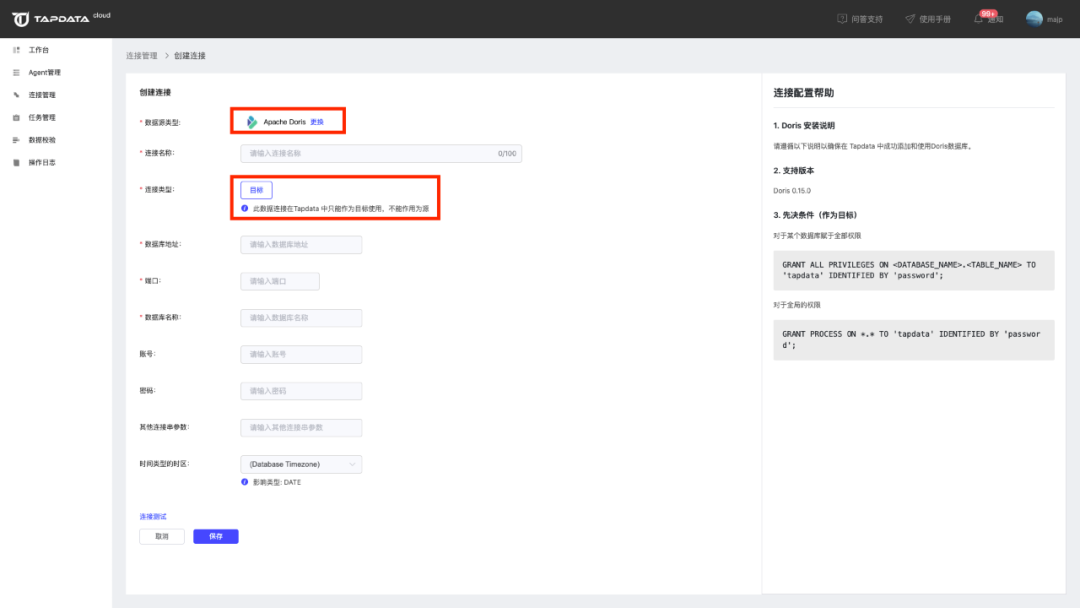 TAPDATA cloud
问答支持
使用手册
99+
通知
majp
工作台
Agent管理
连接管理
任务管理
数据校验
操作日志
连接管理 > 创建连接
创建连接
* 数据源类型:
Apache Doris 更换
* 连接名称:
请输入连接名称
0/100
* 连接类型:
目标
此数据连接在Tapdata 中只能作为目标使用，不能作用为源
* 数据库地址:
请输入数据库地址
* 端口:
请输入端口
* 数据库名称:
请输入数据库名称
账号:
请输入账号
密码:
请输入密码
其他连接串参数:
请输入其他连接串参数
时间类型的时区:
(Database Timezone)
影响类型: DATE
连接测试
取消
保存
连接配置帮助
1. Doris 安装说明
请遵循以下说明以确保在 Tapdata 中成功添加和使用Doris数据库。
2. 支持版本
Doris 0.15.0
3. 先决条件（作为目标）
对于某个数据库赋于全部权限
GRANT ALL PRIVILEGES ON <DATABASE_NAME>.<TABLE_NAME> TO
'tapdata' IDENTIFIED BY 'password';
对于全局的权限
GRANT PROCESS ON *.* TO 'tapdata' IDENTIFIED BY 'passwor
d';